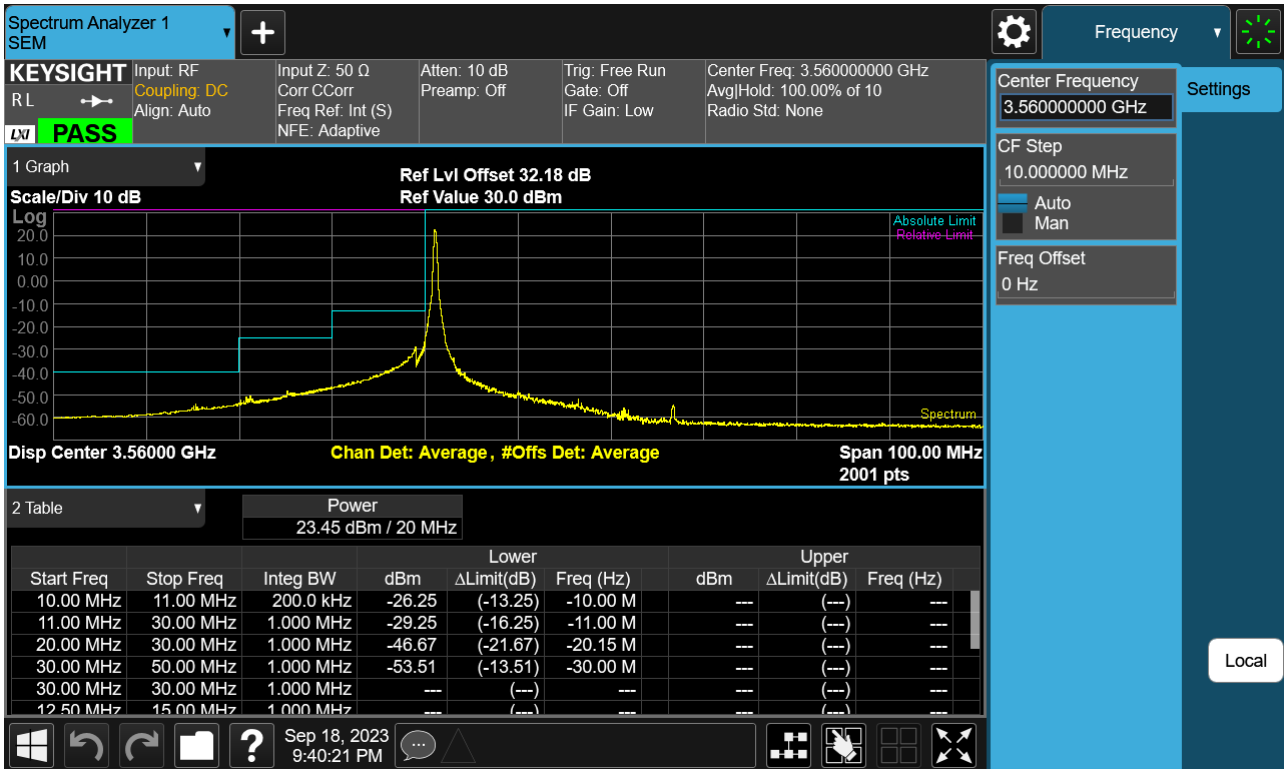 Spectrum Analyzer 1
SEM
Frequency
KEYSIGHT Input: RF Input Z: 50 Ω Atten: 10 dB Trig: Free Run Center Freq: 3.560000000 GHz
RL Coupling: DC Corr CCorr Preamp: Off Gate: Off Avg|Hold: 100.00% of 10
Align: Auto Freq Ref: Int (S) IF Gain: Low Radio Std: None
LXI PASS NFE: Adaptive
Center Frequency
3.560000000 GHz
Settings
CF Step
10.000000 MHz
Auto
Man
Freq Offset
0 Hz
1 Graph
Ref Lvl Offset 32.18 dB
Scale/Div 10 dB Ref Value 30.0 dBm
Log
Absolute Limit
Relative Limit
20.0
10.0
0.00
-10.0
-20.0
-30.0
-40.0
-50.0
-60.0
Spectrum
Disp Center 3.56000 GHz Chan Det: Average, #Offs Det: Average Span 100.00 MHz
2001 pts
2 Table
Power
23.45 dBm / 20 MHz
Lower Upper
Start Freq Stop Freq Integ BW dBm ΔLimit(dB) Freq (Hz) dBm ΔLimit(dB) Freq (Hz)
10.00 MHz 11.00 MHz 200.0 kHz -26.25 (-13.25) -10.00 M --- (---) ---
11.00 MHz 30.00 MHz 1.000 MHz -29.25 (-16.25) -11.00 M --- (---) ---
20.00 MHz 30.00 MHz 1.000 MHz -46.67 (-21.67) -20.15 M --- (---) ---
30.00 MHz 50.00 MHz 1.000 MHz -53.51 (-13.51) -30.00 M --- (---) ---
30.00 MHz 30.00 MHz 1.000 MHz --- (---) --- --- (---) ---
12.50 MHz 15.00 MHz 1.000 MHz --- (---) --- --- (---) ---
Local
Sep 18, 2023
9:40:21 PM